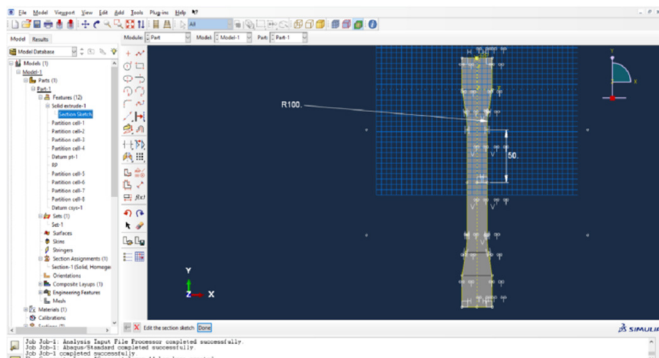 File Model Viewport View Edit Add Tools Plug-ins Help
All
Model Results
Module: Part Model: Model-1 Part: Part-1
Model Database
Models (1)
Model-1
Parts (1)
Part-1
Features (12)
Solid extrude-1
Section Sketch
Partition cell-1
Partition cell-2
Partition cell-3
Partition cell-4
Datum pt-1
RP
Partition cell-5
Partition cell-6
Partition cell-7
Partition cell-8
Datum csys-1
Sets (1)
Set-1
Surfaces
Skins
Stringers
Section Assignments (1)
Section-1 (Solid, Homoge
Orientations
Composite Layups (1)
Engineering Features
Mesh
Materials (1)
Calibrations
R100.
50.
Y
Z X
Edit the section sketch Done
SIMULIA
Job Job-1: Analysis Input File Processor completed successfully.
Job Job-1: Abaqus/Standard completed successfully.
Job Job-1 completed successfully.